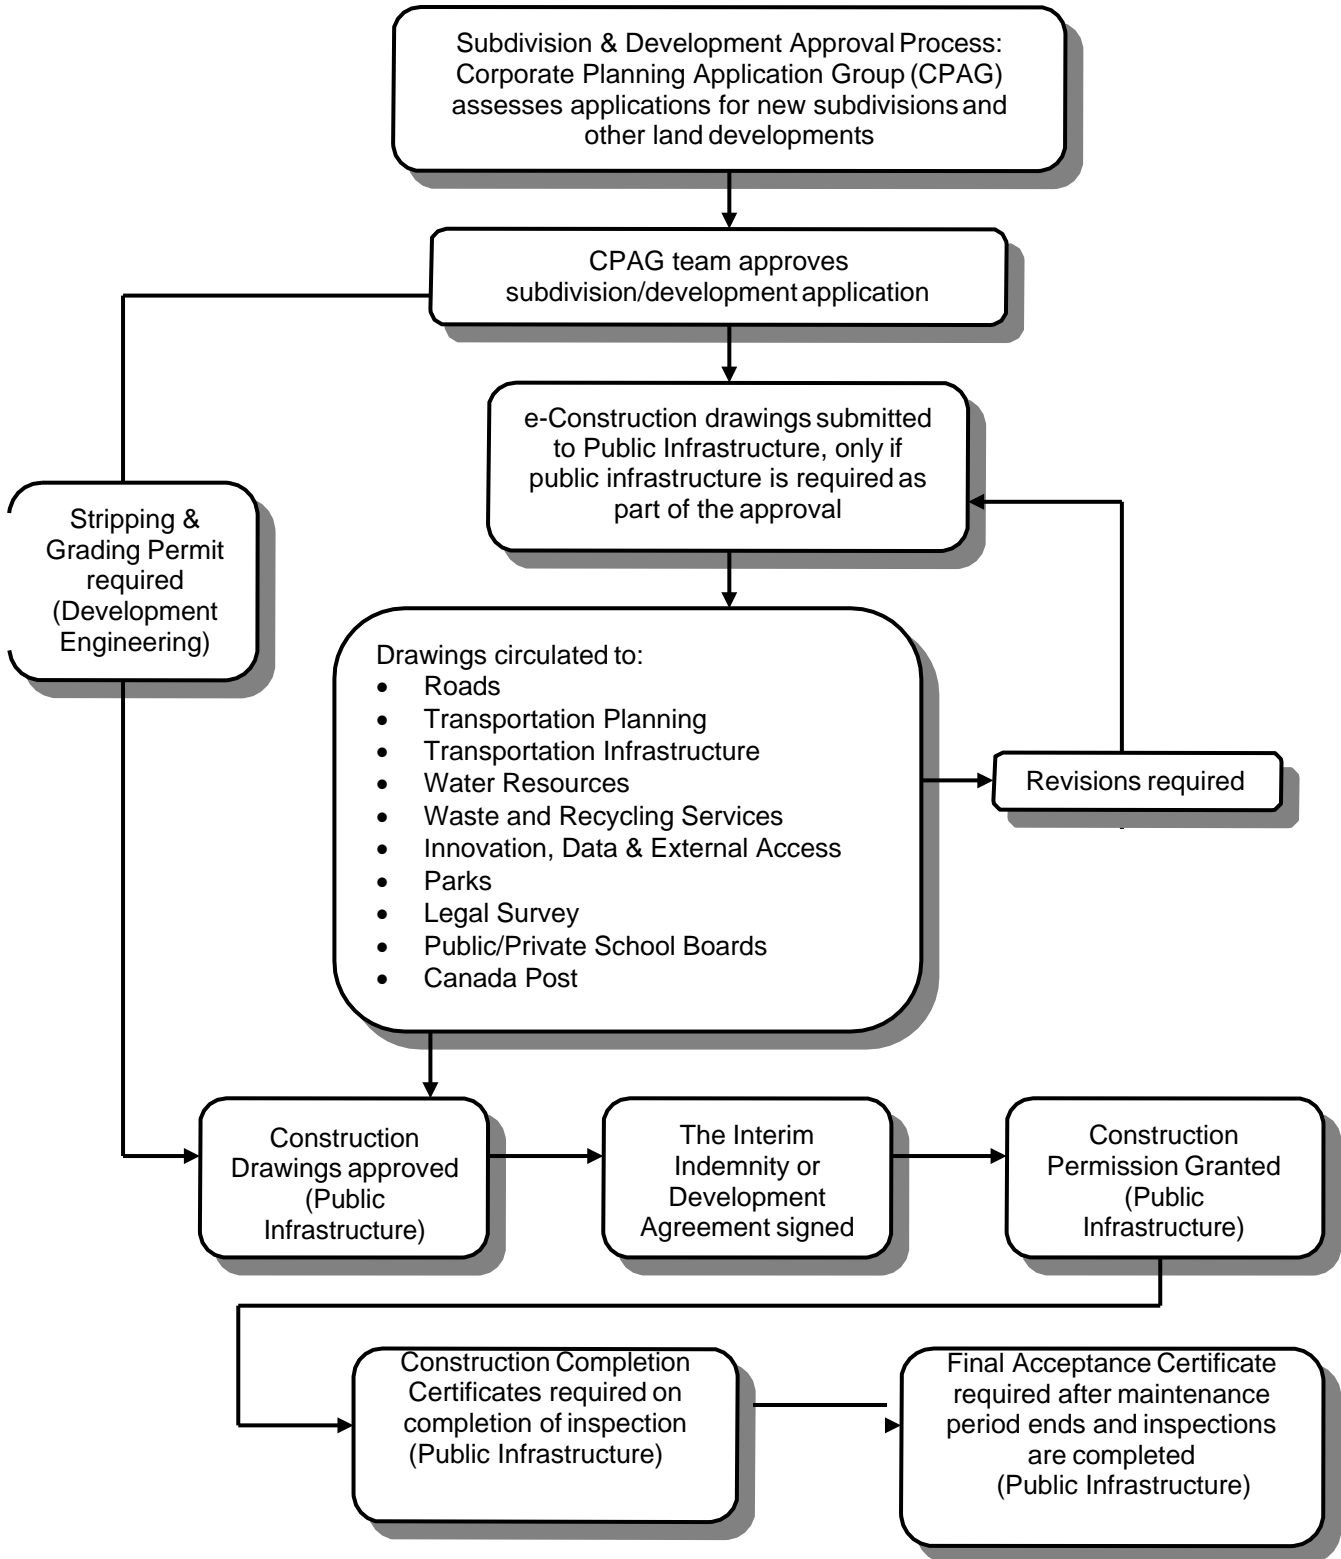 Subdivision & Development Approval Process:
Corporate Planning Application Group (CPAG)
assesses applications for new subdivisions and
other land developments
CPAG team approves
subdivision/development application
e-Construction drawings submitted
to Public Infrastructure, only if
public infrastructure is required as
part of the approval
Stripping &
Grading Permit
required
(Development
Engineering)
Drawings circulated to:
• Roads
• Transportation Planning
• Transportation Infrastructure
• Water Resources
• Waste and Recycling Services
• Innovation, Data & External Access
• Parks
• Legal Survey
• Public/Private School Boards
• Canada Post
Revisions required
Construction
Drawings approved
(Public
Infrastructure)
The Interim
Indemnity or
Development
Agreement signed
Construction
Permission Granted
(Public
Infrastructure)
Construction Completion
Certificates required on
completion of inspection
(Public Infrastructure)
Final Acceptance Certificate
required after maintenance
period ends and inspections
are completed
(Public Infrastructure)